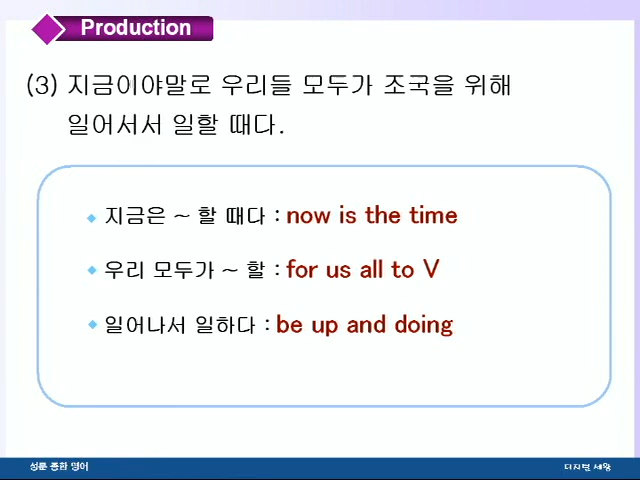 Production
(3) 지금이야말로 우리들 모두가 조국을 위해
일어서서 일할 때다.
지금은 ~ 할 때다 : now is the time
우리 모두가 ~ 할 : for us all to V
일어나서 일하다 : be up and doing
성문 종합 영어
디지털 세움